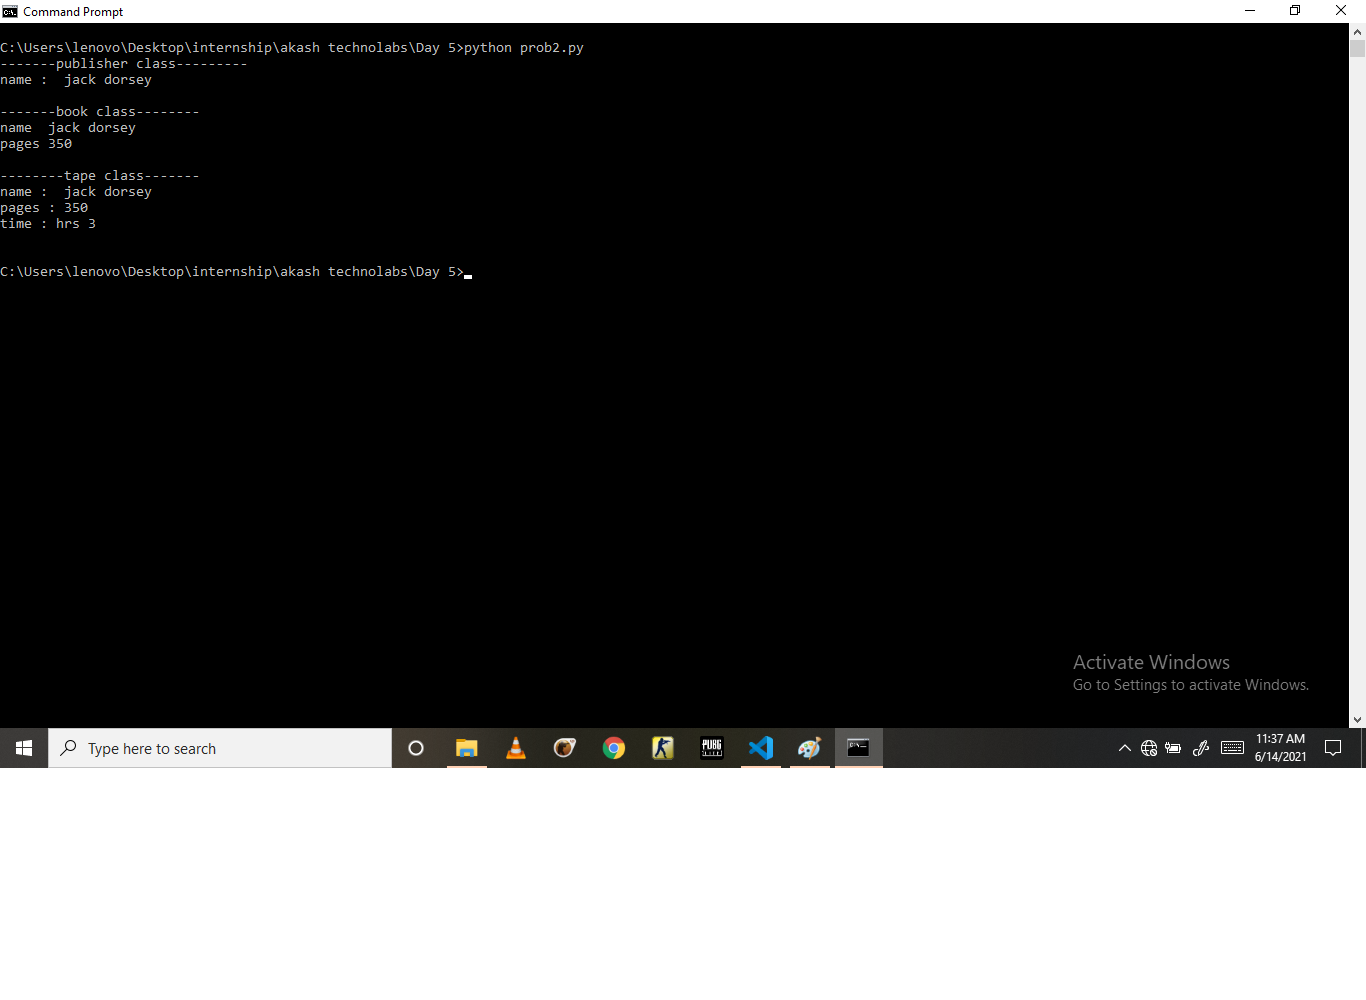 Command Prompt
C:\Users\lenovo\Desktop\internship\akash technolabs\Day 5>python prob2.py
-------publisher class---------
name :  jack dorsey
-------book class--------
name  jack dorsey
pages 350
--------tape class-------
name :  jack dorsey
pages : 350
time : hrs 3
C:\Users\lenovo\Desktop\internship\akash technolabs\Day 5>
Activate Windows
Go to Settings to activate Windows.
Type here to search
PUBG
11:37 AM
6/14/2021